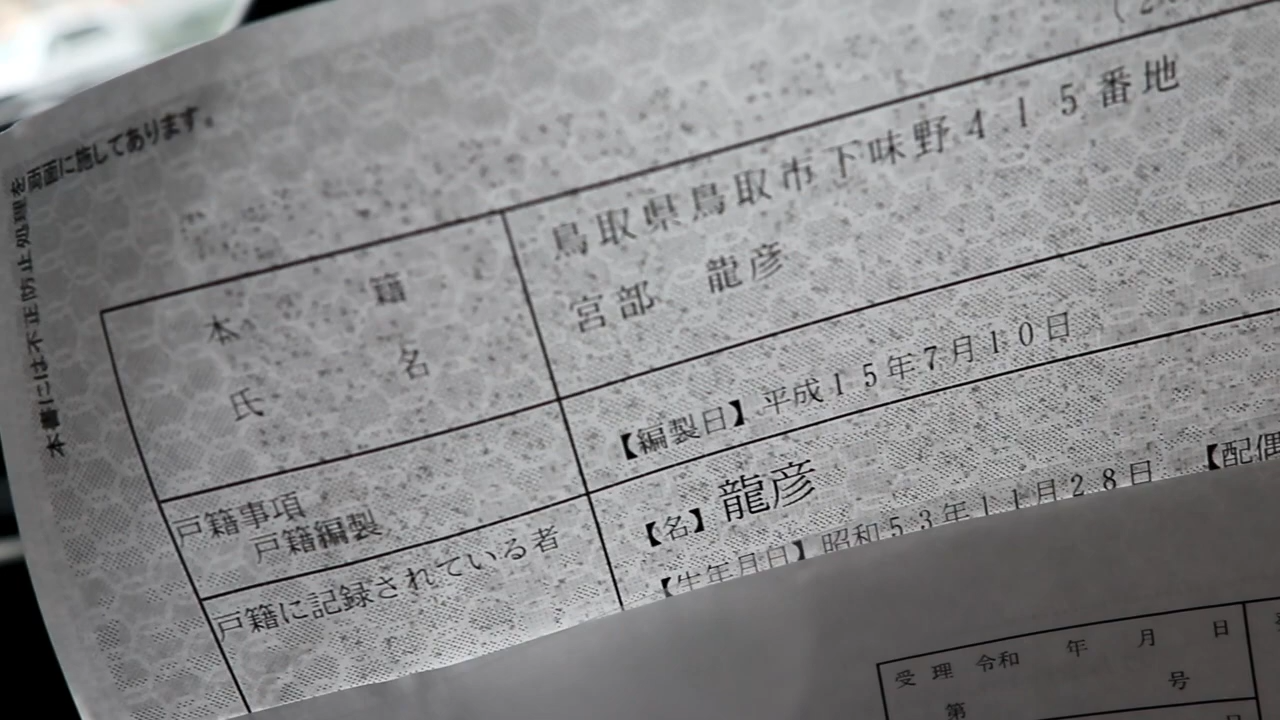 本書には不正防止処理を
両面に施してあります。
本籍 鳥取県鳥取市下味野415番地
氏名 宮部 龍彦
戸籍事項
戸籍編製 【編製日】平成15年7月10日
戸籍に記録されている者 【名】龍彦
【生年月日】昭和53年11月28日 【配偶
受理 令和 年 月 日
第 号